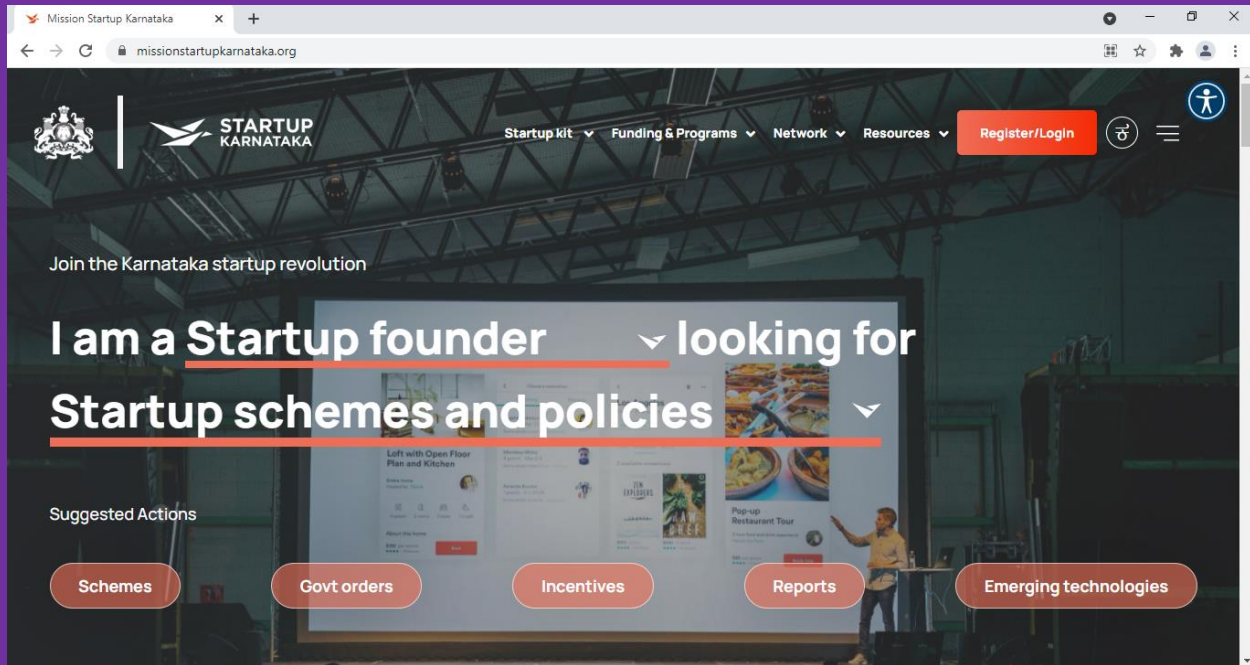 Mission Startup Karnataka
missionstartupkarnataka.org
STARTUP
KARNATAKA
Startup kit
Funding & Programs
Network
Resources
Register/Login
ಕ
Join the Karnataka startup revolution
I am a Startup founder looking for
Startup schemes and policies
Loft with Open Floor
Plan and Kitchen
Pop-up
Restaurant Tour
Suggested Actions
Schemes
Govt orders
Incentives
Reports
Emerging technologies